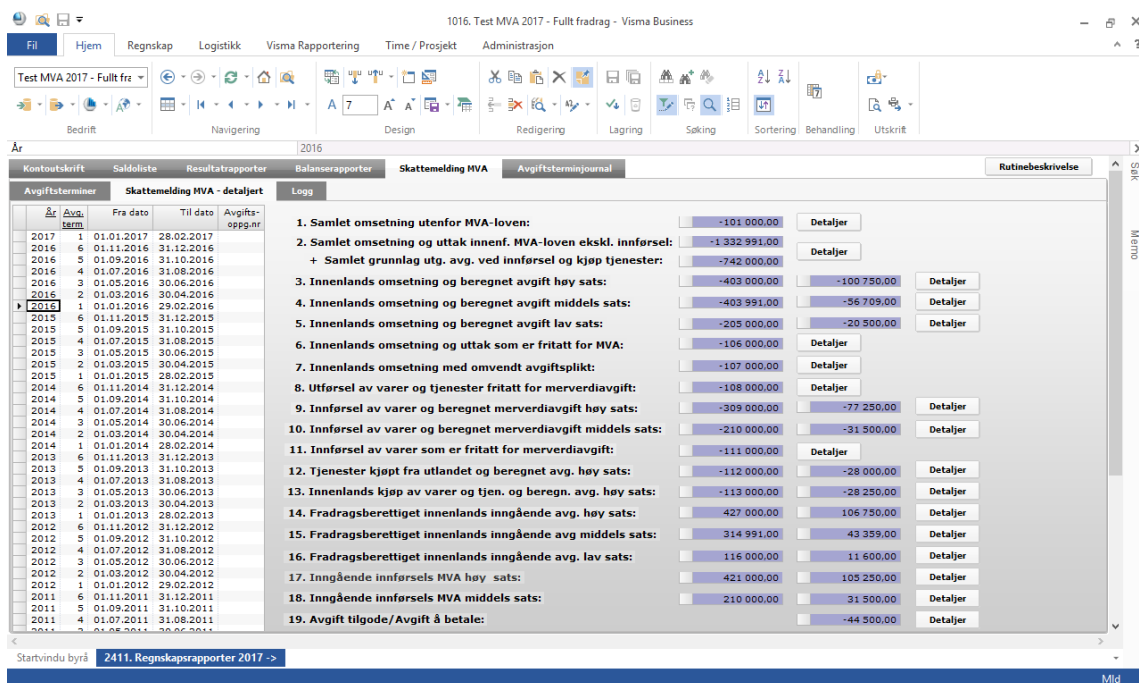 1016. Test MVA 2017 - Fullt fradrag - Visma Business
Fil Hjem Regnskap Logistikk Visma Rapportering Time / Prosjekt Administrasjon
Test MVA 2017 - Fullt fra
A 7
Bedrift Navigering Design Redigering Lagring Søking Sortering Behandling Utskrift
År 2016
Kontoutskrift Saldoliste Resultatrapporter Balanserapporter Skattemelding MVA Avgiftsterminjournal Rutinebeskrivelse
Avgiftsterminer Skattemelding MVA - detaljert Logg
År Avg. term Fra dato Til dato Avgifts-oppg.nr
2017 1 01.01.2017 28.02.2017
2016 6 01.11.2016 31.12.2016
2016 5 01.09.2016 31.10.2016
2016 4 01.07.2016 31.08.2016
2016 3 01.05.2016 30.06.2016
2016 2 01.03.2016 30.04.2016
2016 1 01.01.2016 29.02.2016
2015 6 01.11.2015 31.12.2015
2015 5 01.09.2015 31.10.2015
2015 4 01.07.2015 31.08.2015
2015 3 01.05.2015 30.06.2015
2015 2 01.03.2015 30.04.2015
2015 1 01.01.2015 28.02.2015
2014 6 01.11.2014 31.12.2014
2014 5 01.09.2014 31.10.2014
2014 4 01.07.2014 31.08.2014
2014 3 01.05.2014 30.06.2014
2014 2 01.03.2014 30.04.2014
2014 1 01.01.2014 28.02.2014
2013 6 01.11.2013 31.12.2013
2013 5 01.09.2013 31.10.2013
2013 4 01.07.2013 31.08.2013
2013 3 01.05.2013 30.06.2013
2013 2 01.03.2013 30.04.2013
2013 1 01.01.2013 28.02.2013
2012 6 01.11.2012 31.12.2012
2012 5 01.09.2012 31.10.2012
2012 4 01.07.2012 31.08.2012
2012 3 01.05.2012 30.06.2012
2012 2 01.03.2012 30.04.2012
2012 1 01.01.2012 29.02.2012
2011 6 01.11.2011 31.12.2011
2011 5 01.09.2011 31.10.2011
2011 4 01.07.2011 31.08.2011
2011 3 01.05.2011 30.06.2011
1. Samlet omsetning utenfor MVA-loven: -101 000,00 Detaljer
2. Samlet omsetning og uttak innenf. MVA-loven ekskl. innførsel: -1 332 991,00 Detaljer
+ Samlet grunnlag utg. avg. ved innførsel og kjøp tjenester: -742 000,00
3. Innenlands omsetning og beregnet avgift høy sats: -403 000,00 -100 750,00 Detaljer
4. Innenlands omsetning og beregnet avgift middels sats: -403 991,00 -56 709,00 Detaljer
5. Innenlands omsetning og beregnet avgift lav sats: -205 000,00 -20 500,00 Detaljer
6. Innenlands omsetning og uttak som er fritatt for MVA: -106 000,00 Detaljer
7. Innenlands omsetning med omvendt avgiftsplikt: -107 000,00 Detaljer
8. Utførsel av varer og tjenester fritatt for merverdiavgift: -108 000,00 Detaljer
9. Innførsel av varer og beregnet merverdiavgift høy sats: -309 000,00 -77 250,00 Detaljer
10. Innførsel av varer og beregnet merverdiavgift middels sats: -210 000,00 -31 500,00 Detaljer
11. Innførsel av varer som er fritatt for merverdiavgift: -111 000,00 Detaljer
12. Tjenester kjøpt fra utlandet og beregnet avg. høy sats: -112 000,00 -28 000,00 Detaljer
13. Innenlands kjøp av varer og tjen. og beregn. avg. høy sats: -113 000,00 -28 250,00 Detaljer
14. Fradragsberettiget innenlands inngående avg. høy sats: 427 000,00 106 750,00 Detaljer
15. Fradragsberettiget innenlands inngående avg middels sats: 314 991,00 43 359,00 Detaljer
16. Fradragsberettiget innenlands inngående avg. lav sats: 116 000,00 11 600,00 Detaljer
17. Inngående innførsels MVA høy sats: 421 000,00 105 250,00 Detaljer
18. Inngående innførsels MVA middels sats: 210 000,00 31 500,00 Detaljer
19. Avgift tilgode/Avgift å betale: -44 500,00 Detaljer
Søk
Memo
Startvindu byrå 2411. Regnskapsrapporter 2017 ->
Mld